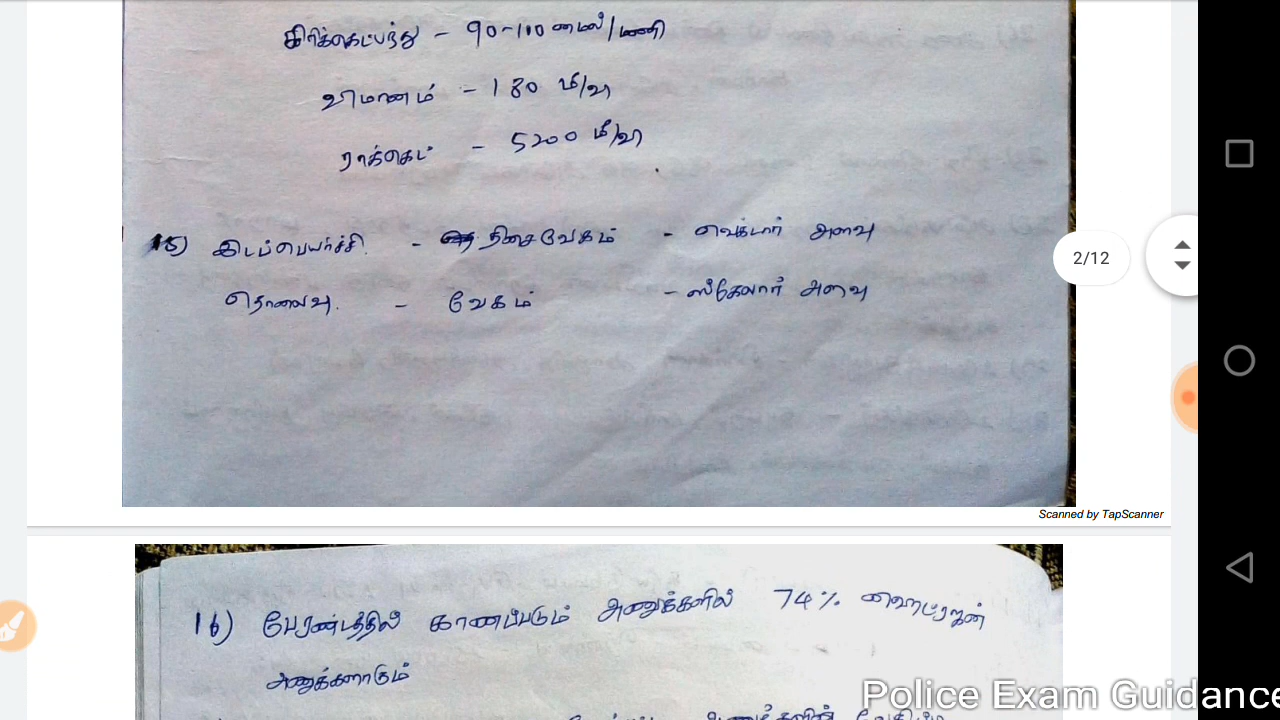 கிரிக்கெட்பந்து - 90-100 மைல்/மணி
விமானம் - 180 மீ/வி
ராக்கெட் - 5200 மீ/வி
15) இடப்பெயர்ச்சி - திசைவேகம் - வெக்டார் அளவு
தொலைவு - வேகம் - ஸ்கேலார் அளவு
2/12
Scanned by TapScanner
16) பேரண்டத்தில் காணப்படும் அணுக்களில் 74% ஹைட்ரஜன்
அணுக்களாகும்
Police Exam Guidance